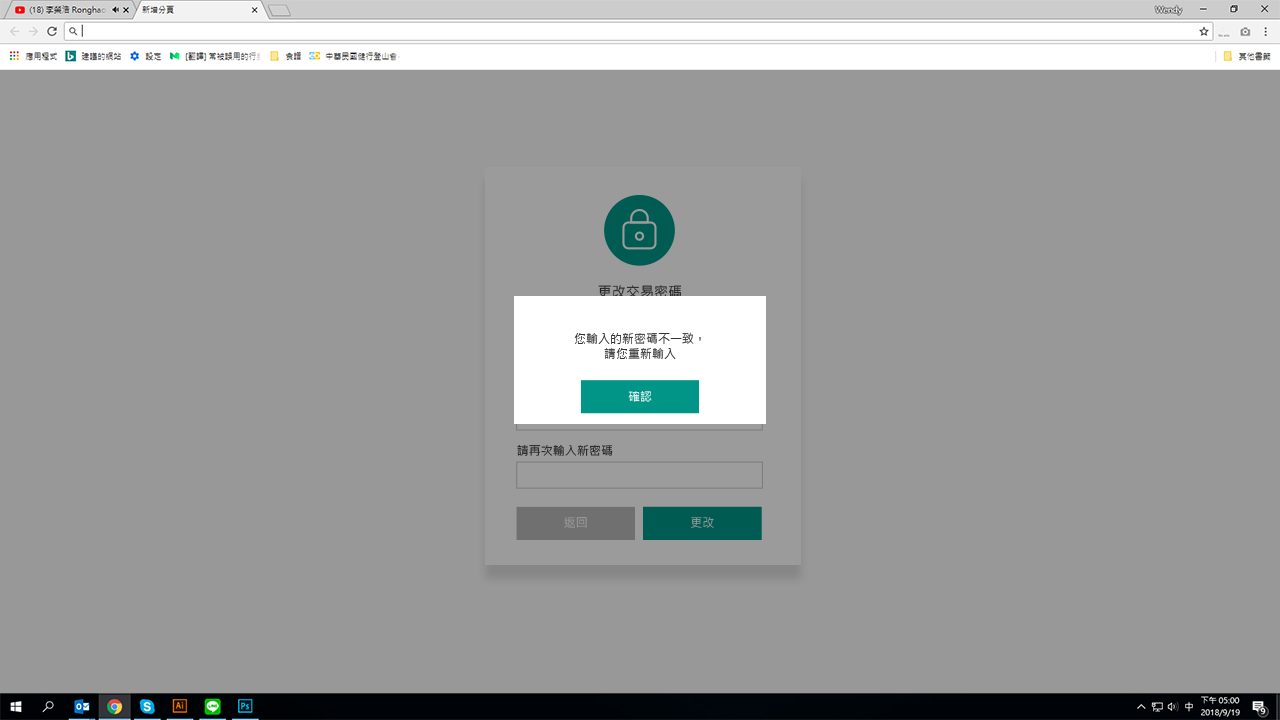 (18) 李榮浩 Ronghao
新增分頁
Wendy
應用程式
建議的網站
設定
[翻譯] 常被誤用的行
食譜
中華民國健行登山會
其他書籤
更改交易密碼
您輸入的新密碼不一致，
請您重新輸入
確認
請再次輸入新密碼
返回
更改
Ai
Ps
中
下午 05:00
2018/9/19
9